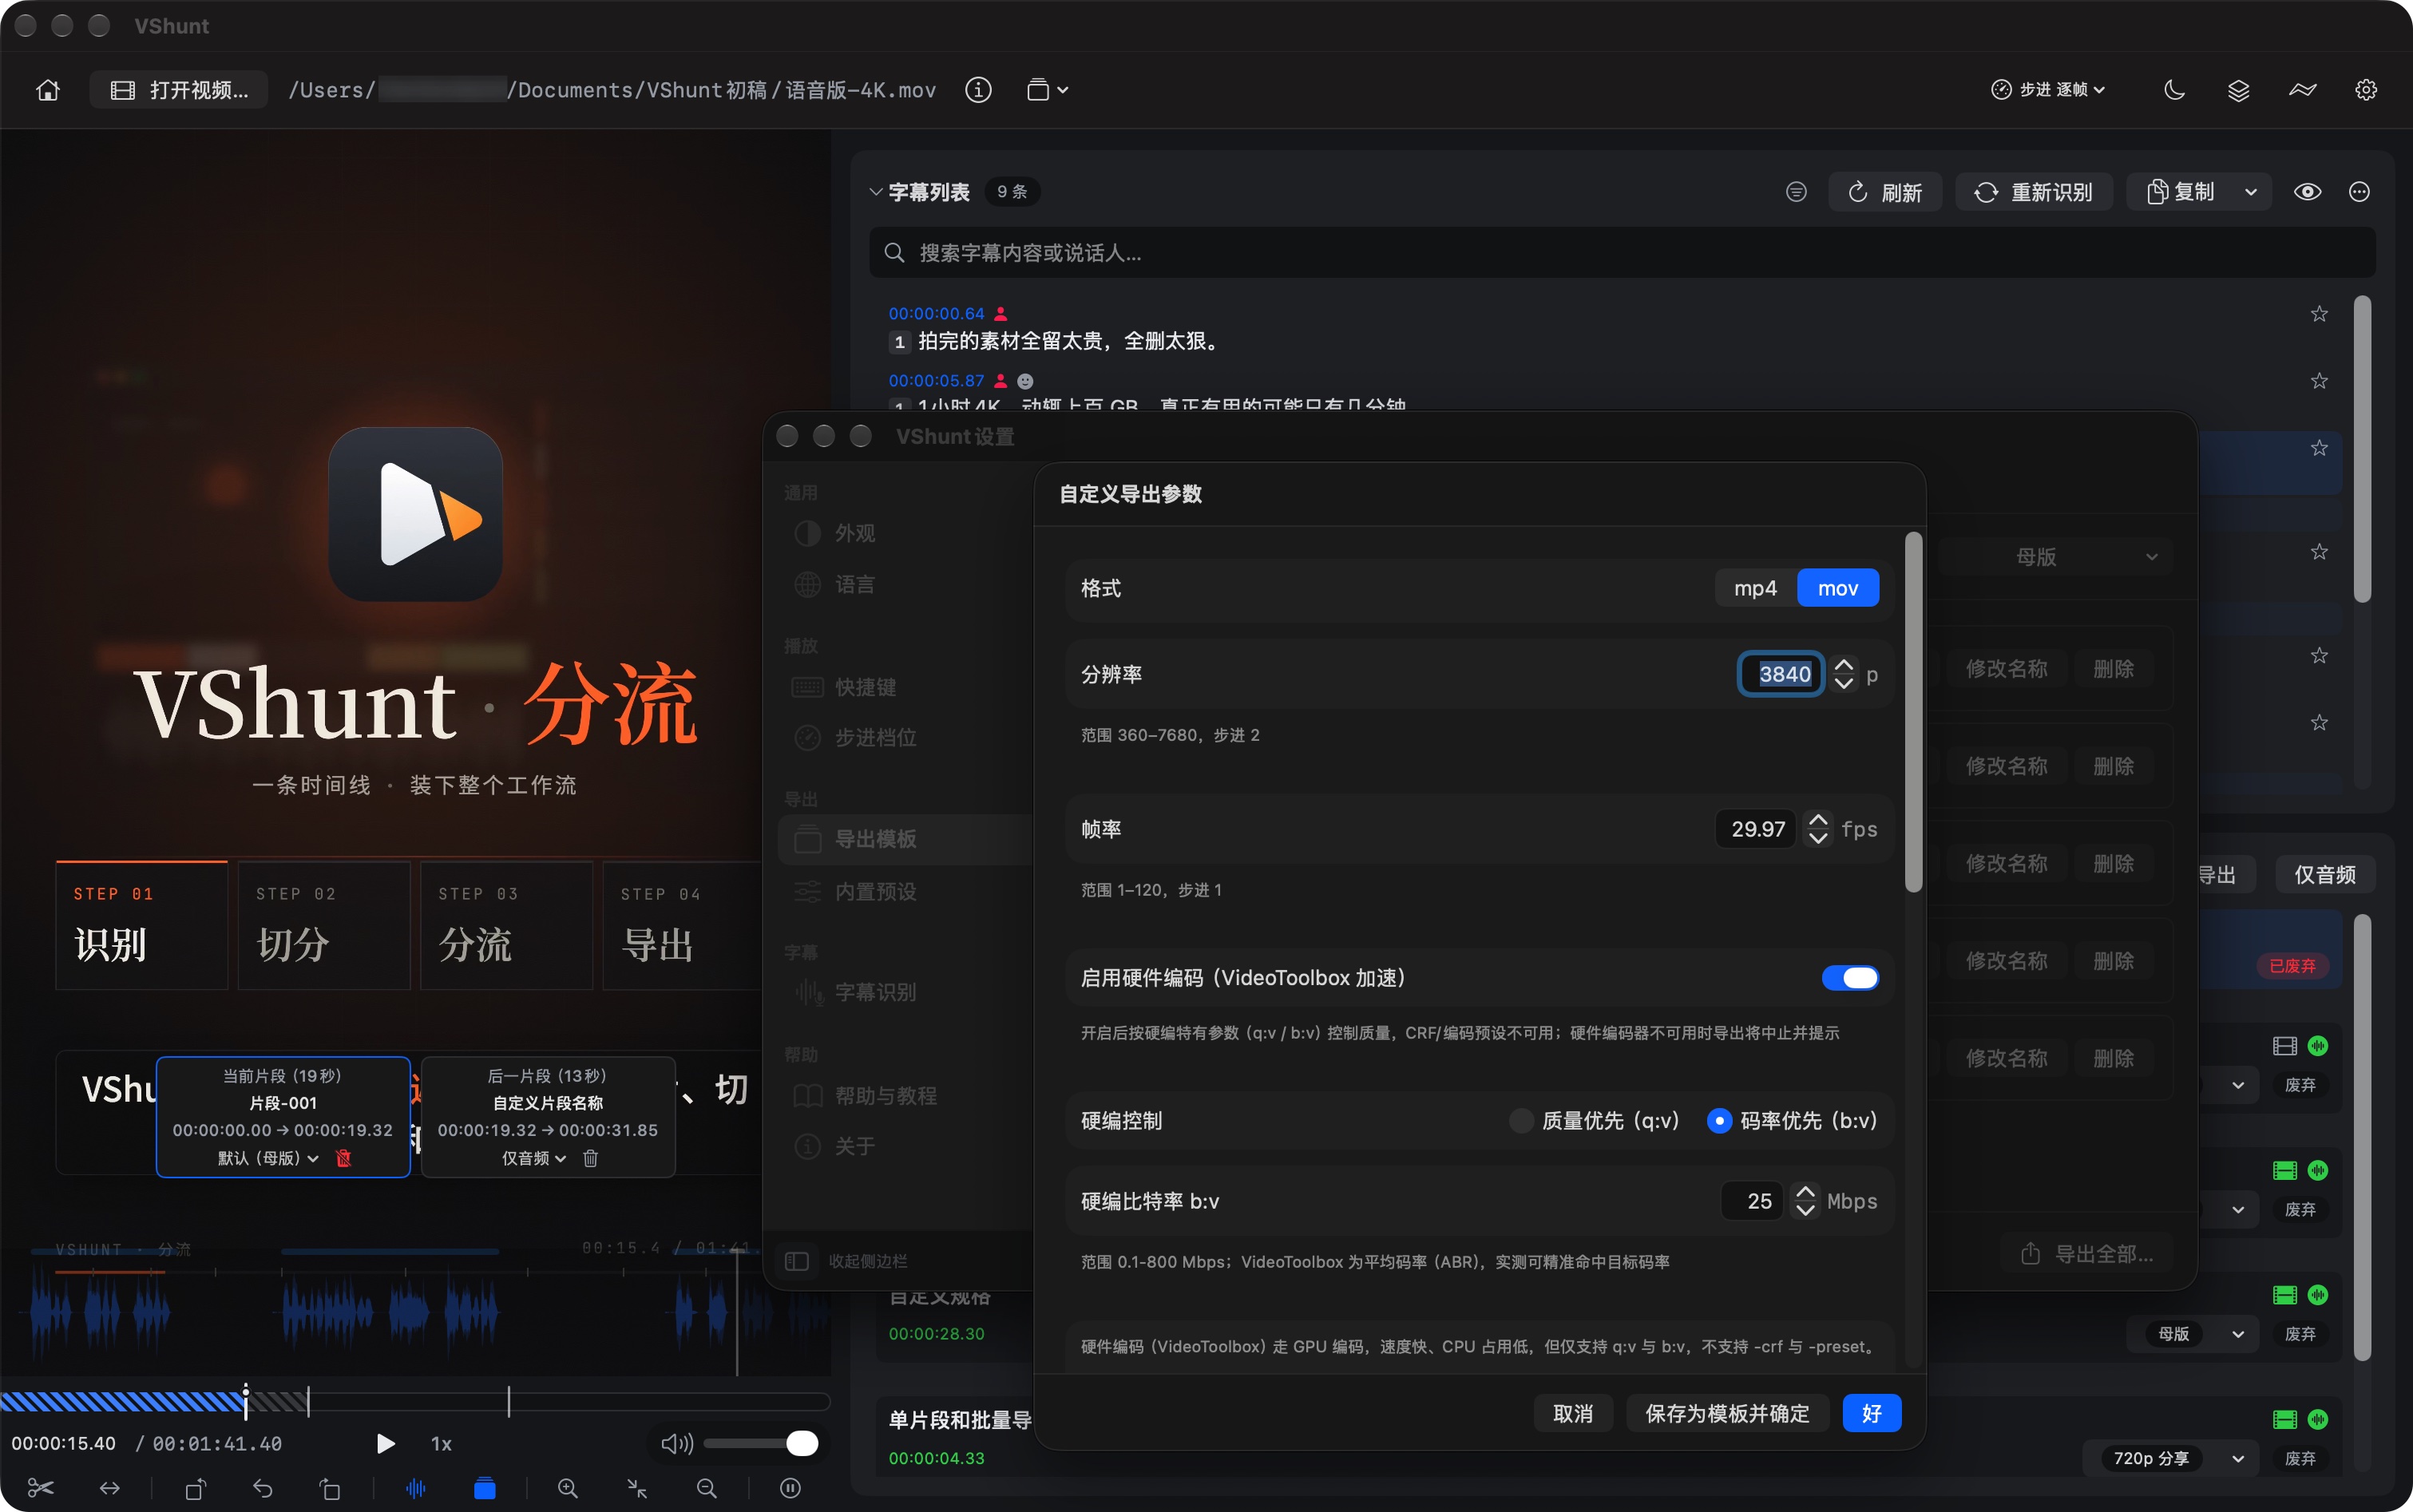 VShunt
打开视频...
/Users/
/Documents/VShunt初稿/语音版-4K.mov
步进 逐帧
字幕列表
9 条
刷新
重新识别
复制
搜索字幕内容或说话人...
00:00:00.64
1 拍完的素材全留太贵，全删太狠。
00:00:05.87
VShunt · 分流
一条时间线 · 装下整个工作流
STEP 01
识别
STEP 02
切分
STEP 03
分流
STEP 04
导出
VShu
、切
当前片段（19秒）
片段-001
00:00:00.00 → 00:00:19.32
默认（母版）
后一片段（13秒）
自定义片段名称
00:00:19.32 → 00:00:31.85
仅音频
VSHUNT · 分流
00:15.4 / 01:41
00:00:15.40 / 00:01:41.40
1x
VShunt设置
通用
外观
语言
播放
快捷键
步进档位
导出
导出模板
内置预设
字幕
字幕识别
帮助
帮助与教程
关于
收起侧边栏
自定义导出参数
格式
mp4
mov
分辨率
3840
p
范围 360–7680，步进 2
帧率
29.97
fps
范围 1–120，步进 1
启用硬件编码（VideoToolbox 加速）
开启后按硬编特有参数（q:v / b:v）控制质量，CRF/编码预设不可用；硬件编码器不可用时导出将中止并提示
硬编控制
质量优先（q:v）
码率优先（b:v）
硬编比特率 b:v
25
Mbps
范围 0.1-800 Mbps；VideoToolbox 为平均码率（ABR），实测可精准命中目标码率
硬件编码（VideoToolbox）走 GPU 编码，速度快、CPU 占用低，但仅支持 q:v 与 b:v，不支持 -crf 与 -preset。
取消
保存为模板并确定
好
母版
修改名称
删除
修改名称
删除
修改名称
删除
修改名称
删除
修改名称
删除
导出全部...
导出
仅音频
已废弃
废弃
废弃
自定义规格
00:00:28.30
母版
废弃
单片段和批量导
00:00:04.33
720p 分享
废弃